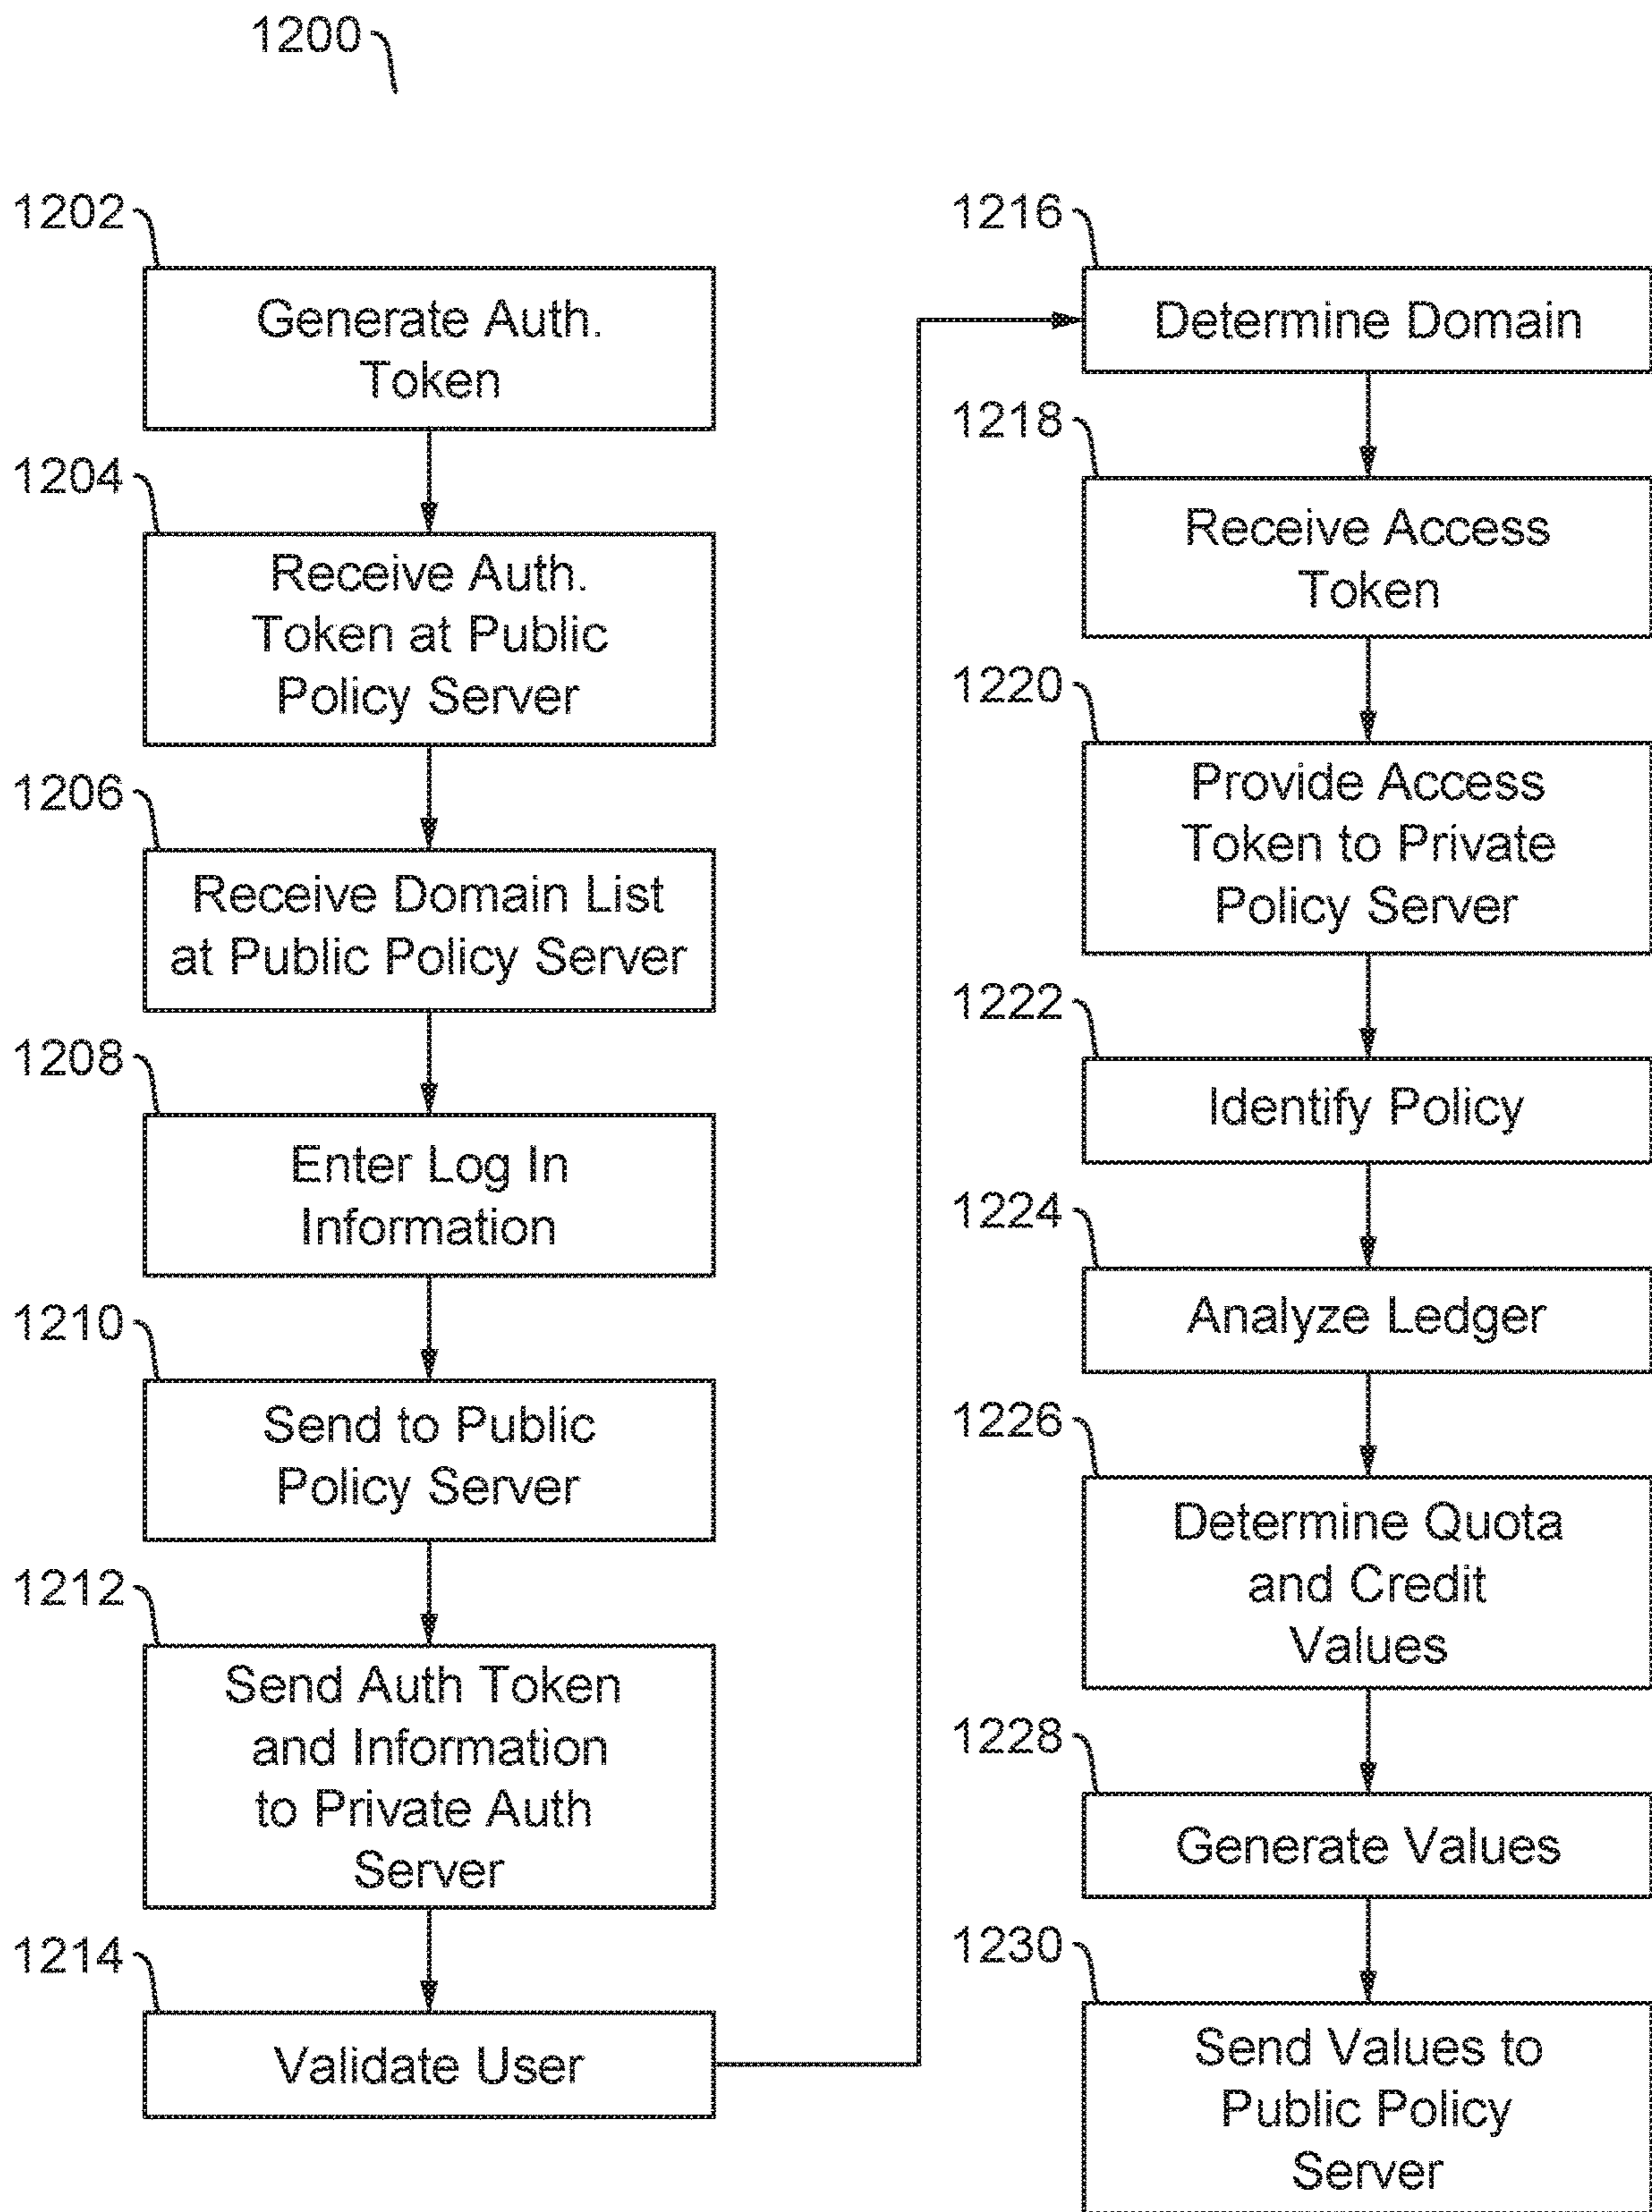 1200
1202
Generate Auth.
Token
1204
Receive Auth.
Token at Public
Policy Server
1206
Receive Domain List
at Public Policy Server
1208
Enter Log In
Information
1210
Send to Public
Policy Server
1212
Send Auth Token
and Information
to Private Auth
Server
1214
Validate User
1216
Determine Domain
1218
Receive Access
Token
1220
Provide Access
Token to Private
Policy Server
1222
Identify Policy
1224
Analyze Ledger
1226
Determine Quota
and Credit
Values
1228
Generate Values
1230
Send Values to
Public Policy
Server